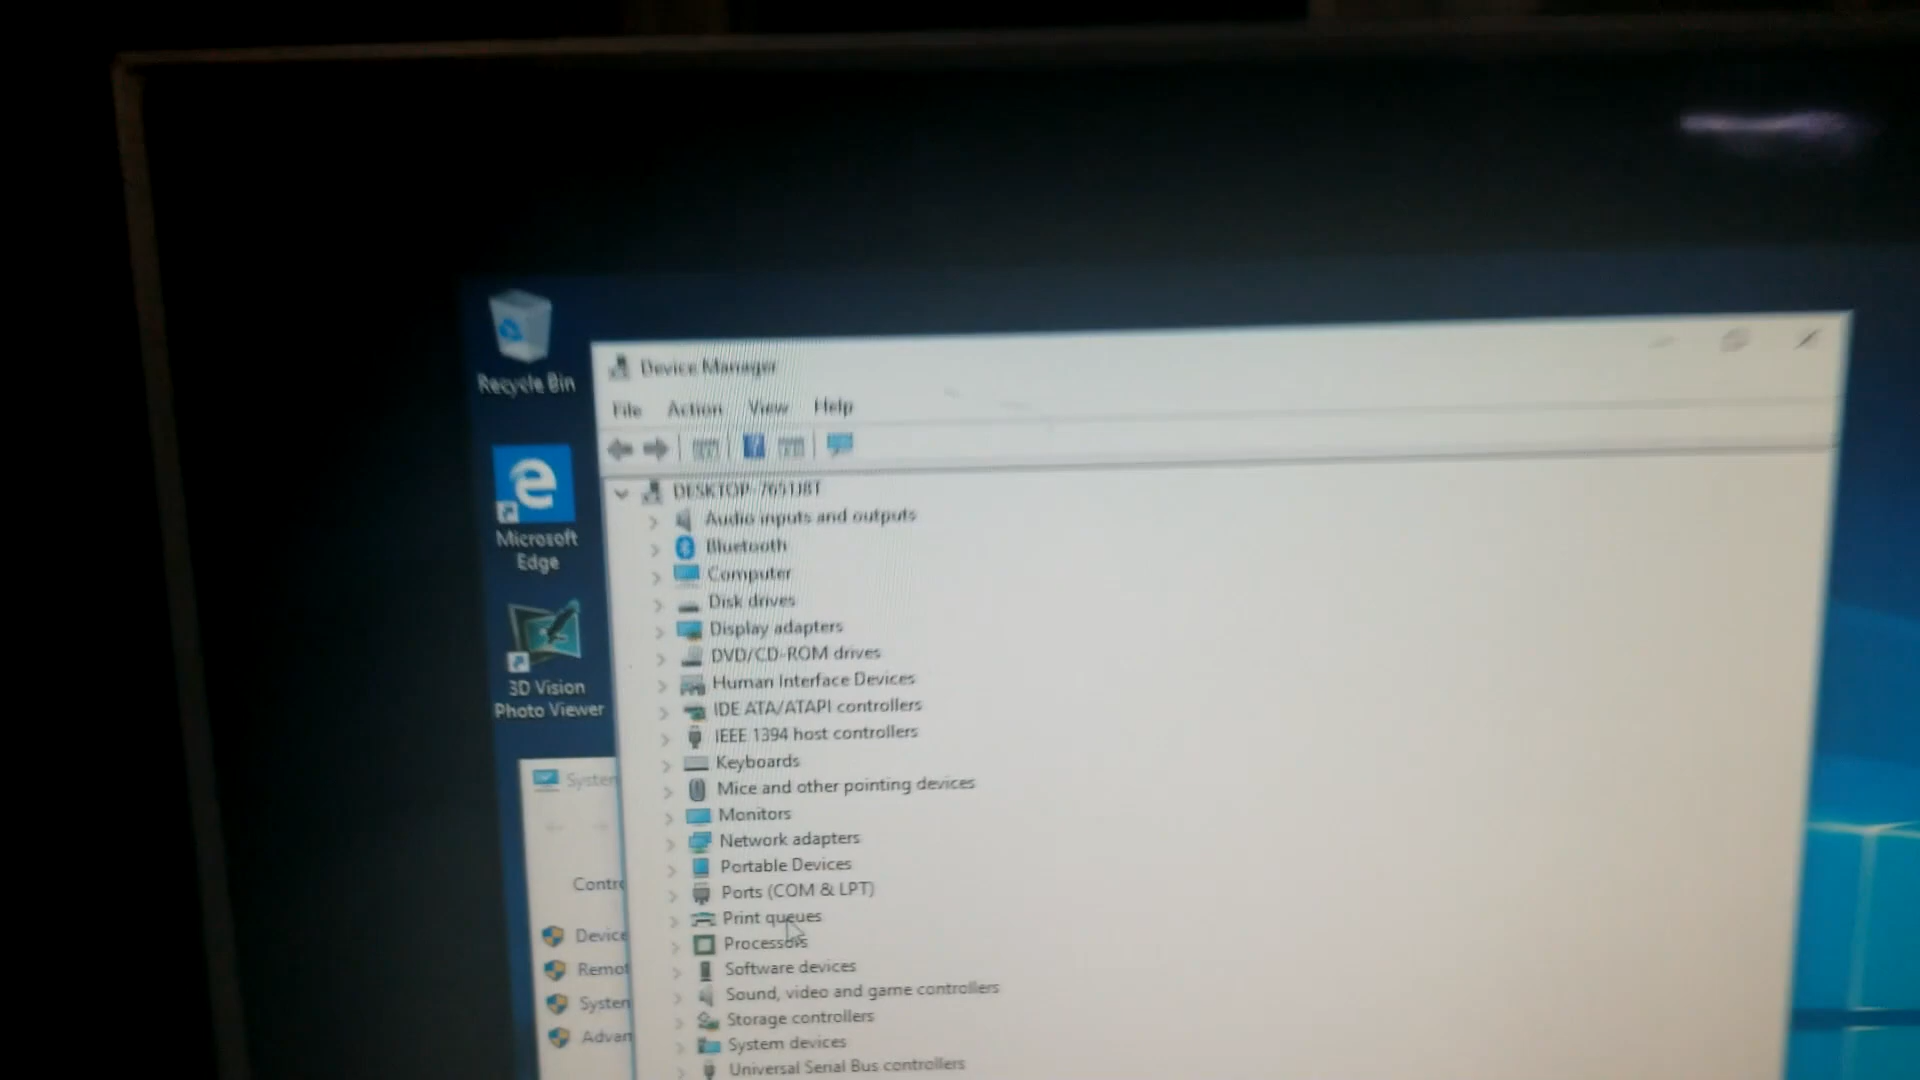 Recycle Bin
Microsoft
Edge
3D Vision
Photo Viewer
Device Manager
File Action View Help
Audio inputs and outputs
Bluetooth
Computer
Disk drives
Display adapters
DVD/CD-ROM drives
Human Interface Devices
IDE ATA/ATAPI controllers
IEEE 1394 host controllers
Keyboards
Mice and other pointing devices
Monitors
Network adapters
Portable Devices
Ports (COM & LPT)
Print queues
Processors
Software devices
Sound, video and game controllers
Storage controllers
System devices
Universal Serial Bus controllers
System
Contro
Device
Remot
System
Advan